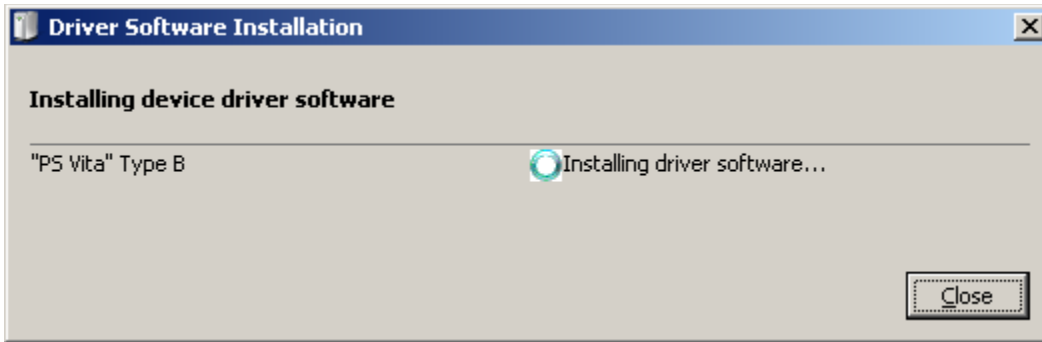 Driver Software Installation
Installing device driver software
"PS Vita" Type B Installing driver software...
Close